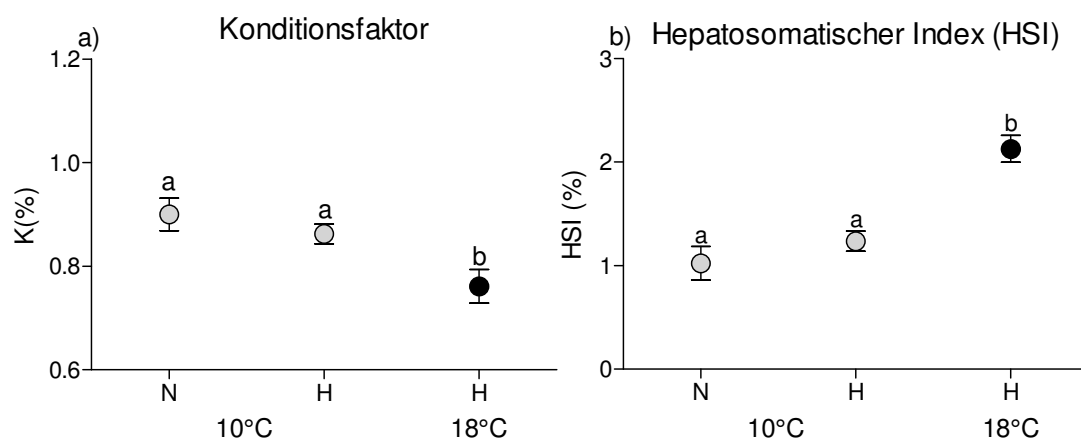 a) Konditionsfaktor
1.2
1.0
0.8
0.6
K(%)
a
a
b
N H H
10°C 18°C
b) Hepatosomatischer Index (HSI)
3
2
1
0
HSI (%)
a
a
b
N H H
10°C 18°C